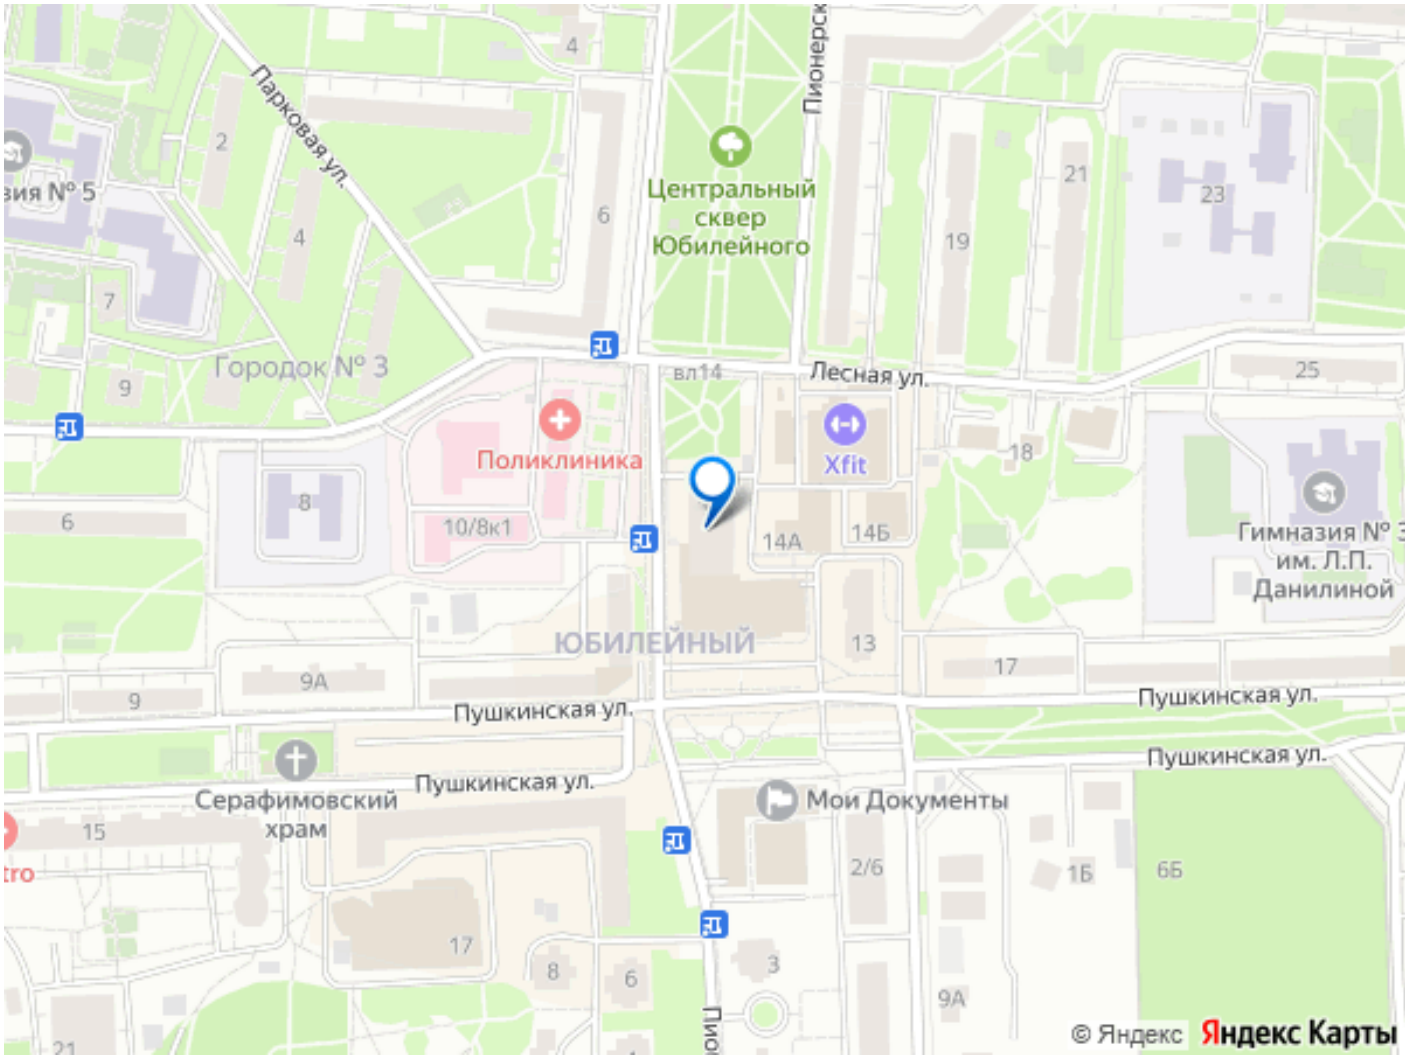 4
Пионерск
Парковая ул.
2
21
зия № 5
Центральный
сквер
Юбилейного
23
6
4
19
7
Городок № 3
вл14
Лесная ул.
25
9
Поликлиника
Xfit
18
8
6
10/8к1
14А
14Б
Гимназия № 3
им. Л.П.
Данилиной
ЮБИЛЕЙНЫЙ
13
17
9А
9
Пушкинская ул.
Пушкинская ул.
Пушкинская ул.
Пушкинская ул.
Серафимовский
храм
Мои Документы
15
tro
2/6
1Б
6Б
17
8
6
3
9А
Пио
21
4
1
© Яндекс Яндекс Карты